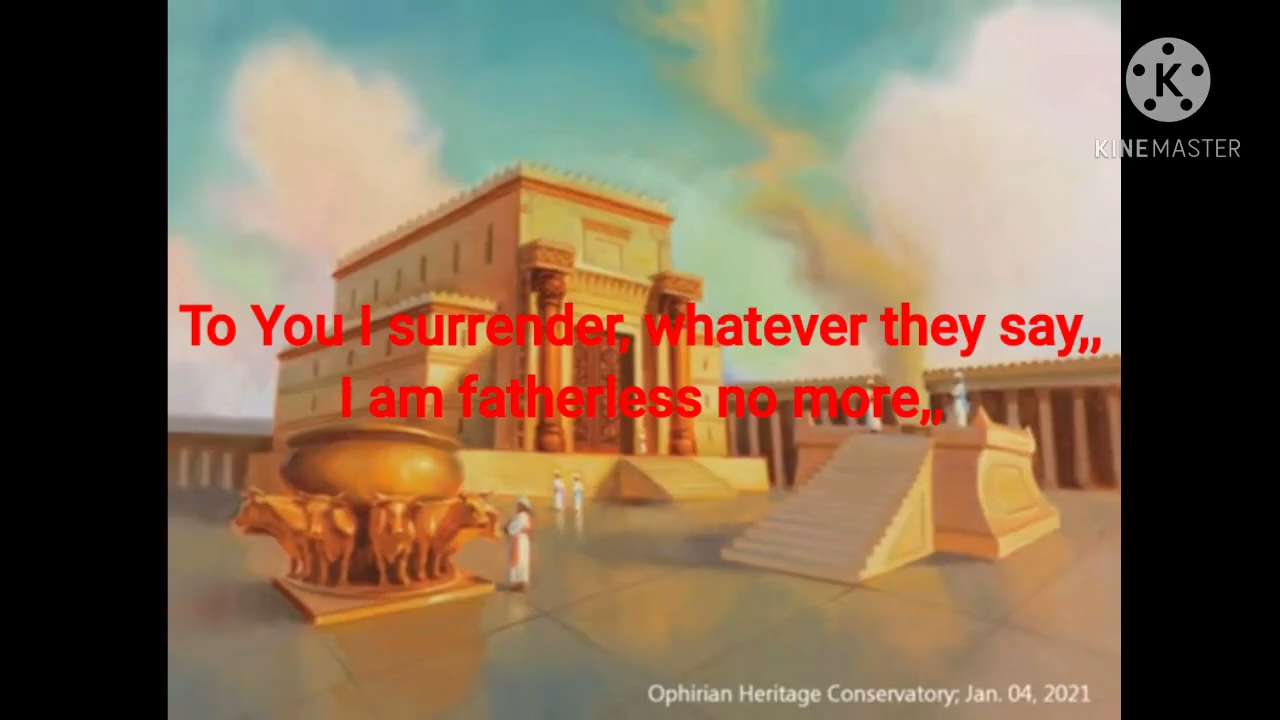 K
KINEMASTER
To You I surrender, whatever they say,,
I am fatherless no more,,
Ophirian Heritage Conservatory; Jan. 04, 2021